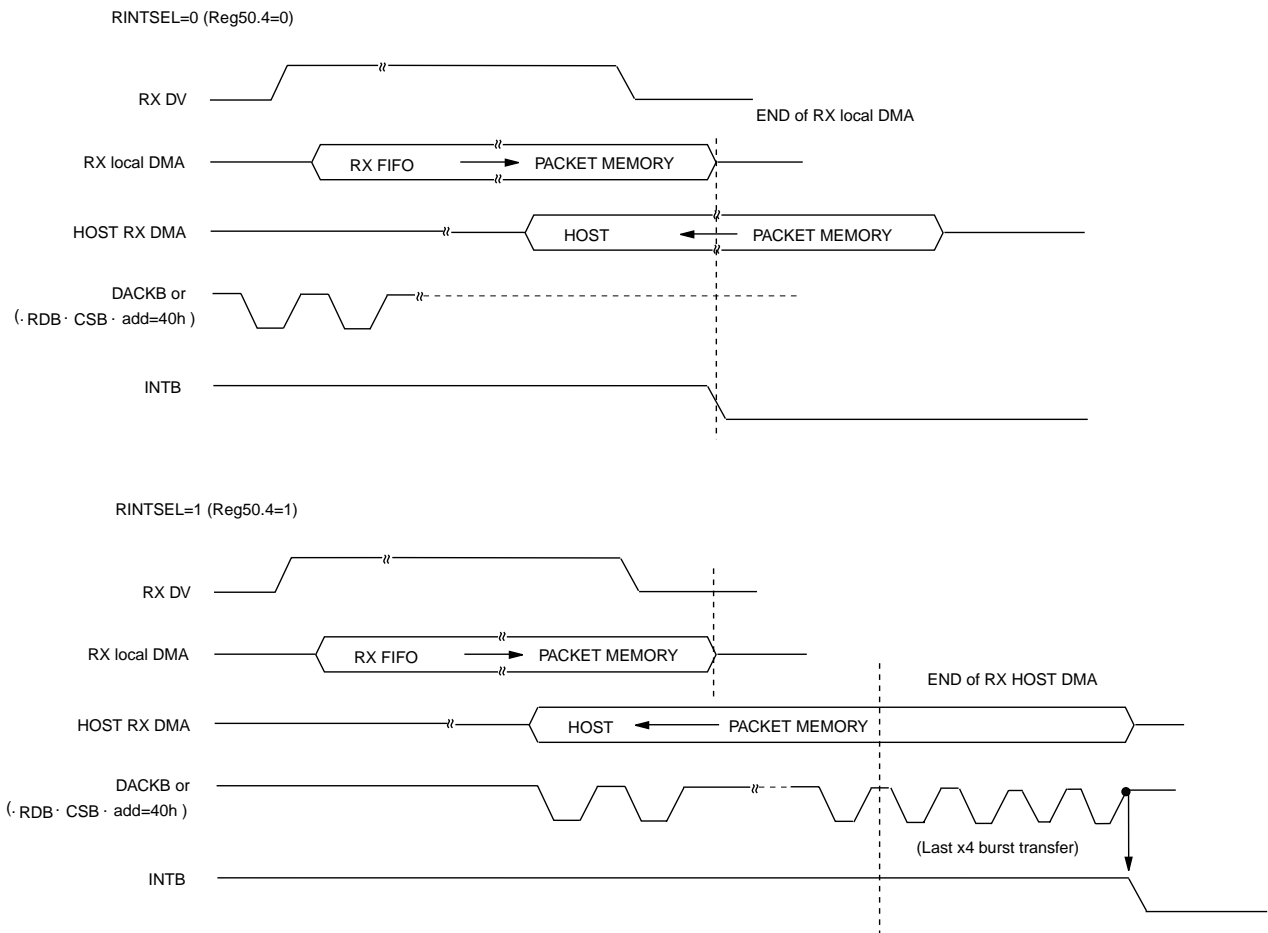 RINTSEL=0 (Reg50.4=0)
RX DV
END of RX local DMA
RX local DMA
RX FIFO
PACKET MEMORY
HOST RX DMA
HOST
PACKET MEMORY
DACKB or
(· RDB · CSB · add=40h )
INTB
RINTSEL=1 (Reg50.4=1)
RX DV
RX local DMA
RX FIFO
PACKET MEMORY
END of RX HOST DMA
HOST RX DMA
HOST
PACKET MEMORY
DACKB or
(· RDB · CSB · add=40h )
(Last x4 burst transfer)
INTB